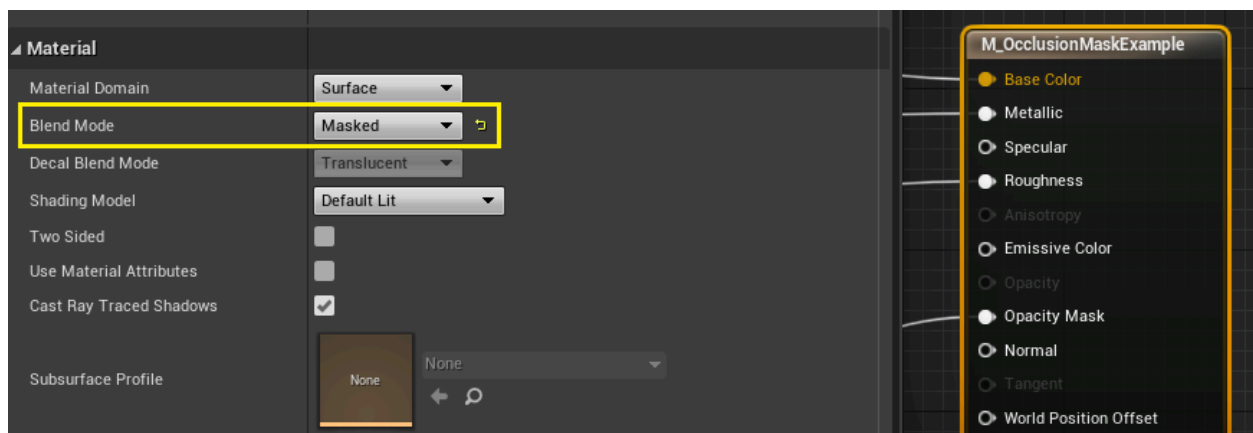 Material
Material Domain Surface
Blend Mode Masked
Decal Blend Mode Translucent
Shading Model Default Lit
Two Sided
Use Material Attributes
Cast Ray Traced Shadows
Subsurface Profile None None
M_OcclusionMaskExample
Base Color
Metallic
Specular
Roughness
Anisotropy
Emissive Color
Opacity
Opacity Mask
Normal
Tangent
World Position Offset